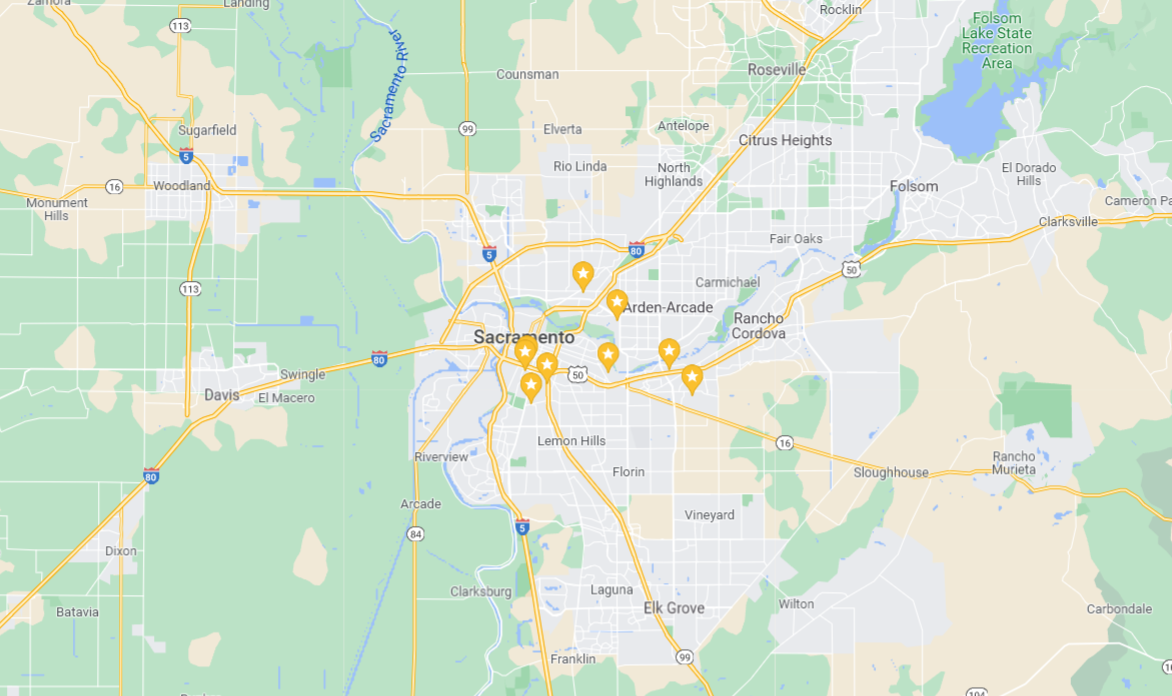 Zamora
Landing
Rocklin
113
Folsom
Lake State
Recreation
Area
Sacramento River
Roseville
Counsman
99
Sugarfield
Elverta
Antelope
Citrus Heights
5
Rio Linda
North
Highlands
El Dorado
Hills
16
Woodland
Folsom
Monument
Hills
Cameron Pa
Clarksville
Fair Oaks
5
80
50
113
Carmichael
Arden-Arcade
Rancho
Cordova
Sacramento
80
Swingle
50
Davis
El Macero
Lemon Hills
16
Riverview
Rancho
Murieta
Florin
Sloughhouse
80
Arcade
Vineyard
5
84
Dixon
Clarksburg
Laguna
Batavia
Elk Grove
Wilton
Carbondale
Franklin
99
104